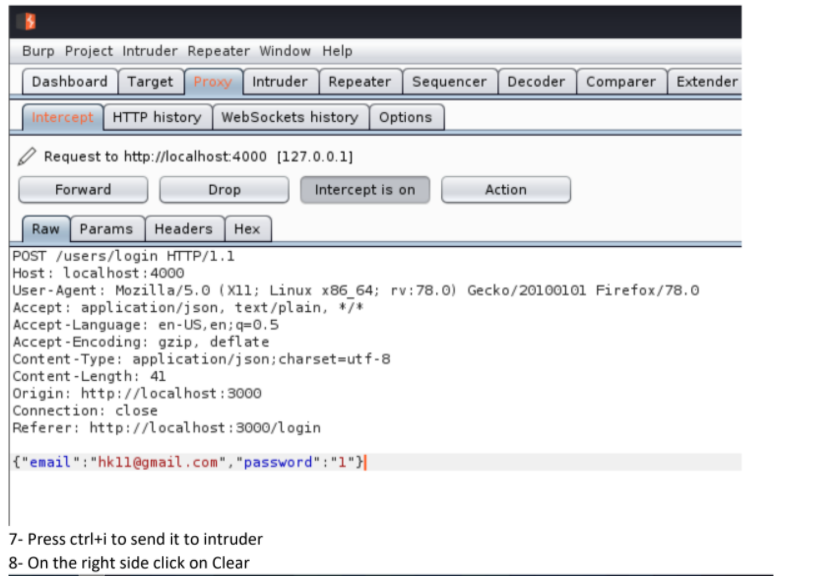 Burp Project Intruder Repeater Window Help
Dashboard Target Proxy Intruder Repeater Sequencer Decoder Comparer Extender
Intercept HTTP history WebSockets history Options
Request to http://localhost:4000 [127.0.0.1]
Forward Drop Intercept is on Action
Raw Params Headers Hex
POST /users/login HTTP/1.1
Host: localhost:4000
User-Agent: Mozilla/5.0 (X11; Linux x86_64; rv:78.0) Gecko/20100101 Firefox/78.0
Accept: application/json, text/plain, */*
Accept-Language: en-US,en;q=0.5
Accept-Encoding: gzip, deflate
Content-Type: application/json;charset=utf-8
Content-Length: 41
Origin: http://localhost:3000
Connection: close
Referer: http://localhost:3000/login
{"email":"hk11@gmail.com","password":"1"}
7- Press ctrl+i to send it to intruder
8- On the right side click on Clear